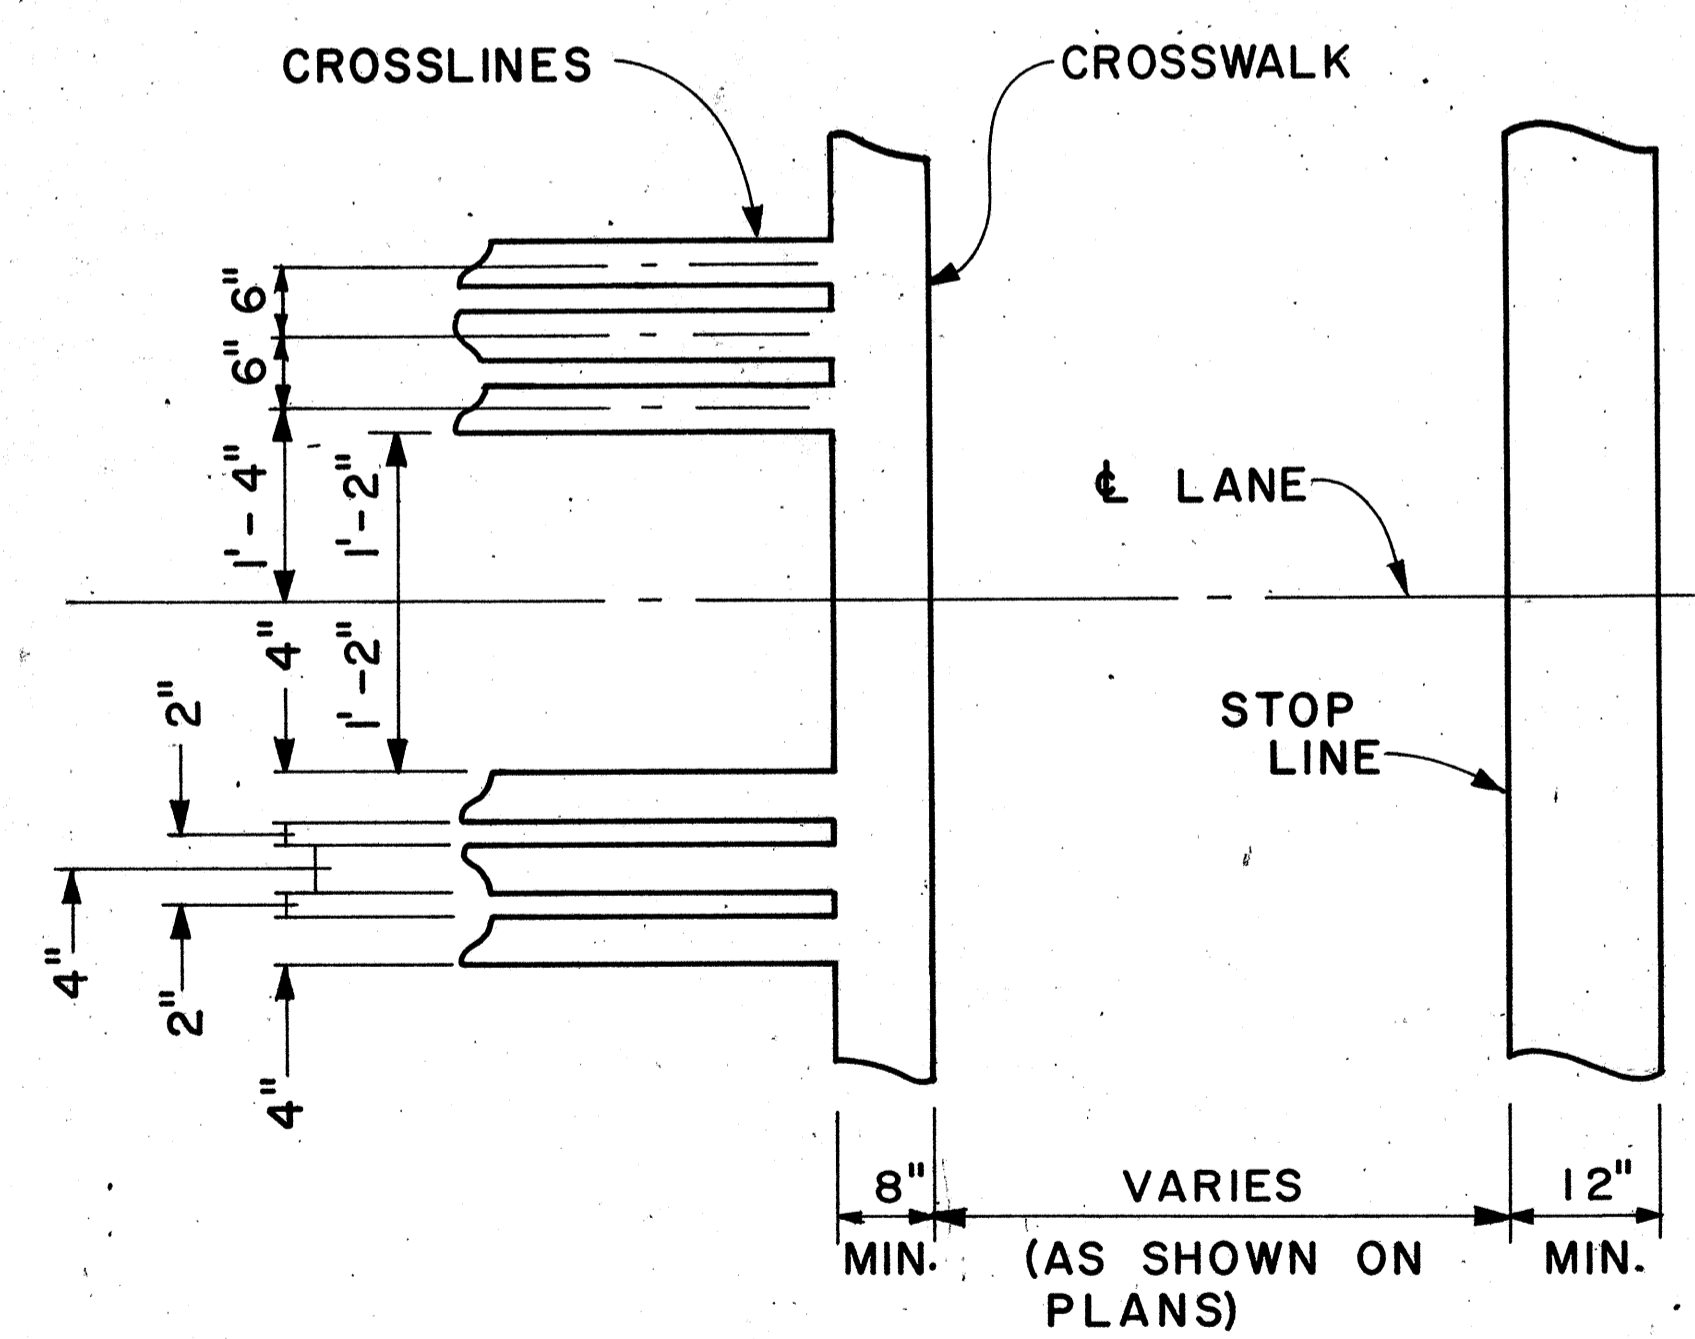 CROSSLINES
CROSSWALK
6"
6"
1'-4"
1'-2"
℄ LANE
4"
1'-2"
2"
STOP
LINE
4"
2"
4"
8"
MIN.
VARIES
(AS SHOWN ON
PLANS)
12"
MIN.